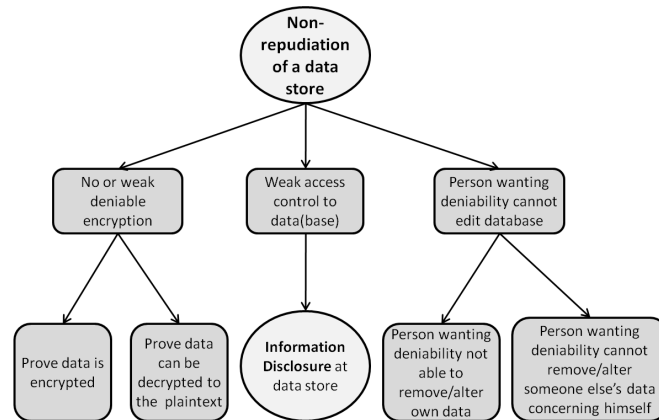 Non-
repudiation
of a data
store
No or weak
deniable
encryption
Weak access
control to
data(base)
Person wanting
deniability cannot
edit database
Prove data is
encrypted
Prove data
can be
decrypted to
the plaintext
Information
Disclosure at
data store
Person wanting
deniability not
able to
remove/alter
own data
Person wanting
deniability cannot
remove/alter
someone else’s data
concerning himself